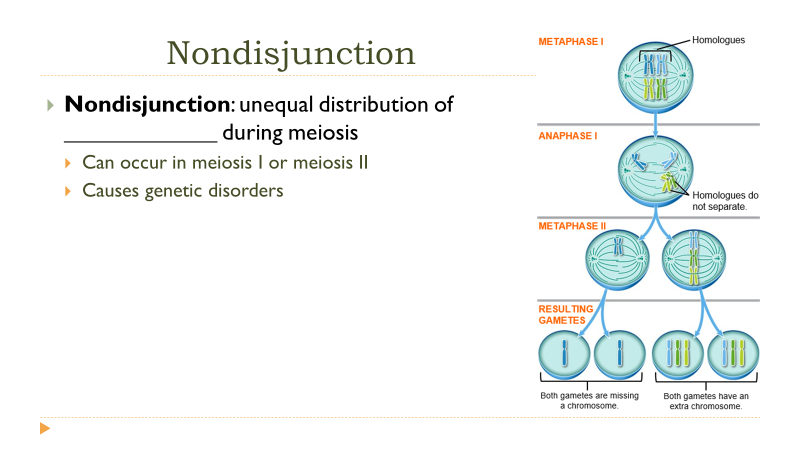 Nondisjunction
Nondisjunction: unequal distribution of
_____________ during meiosis
Can occur in meiosis I or meiosis II
Causes genetic disorders
METAPHASE I
Homologues
ANAPHASE I
Homologues do
not separate.
METAPHASE II
RESULTING
GAMETES
Both gametes are missing
a chromosome.
Both gametes have an
extra chromosome.